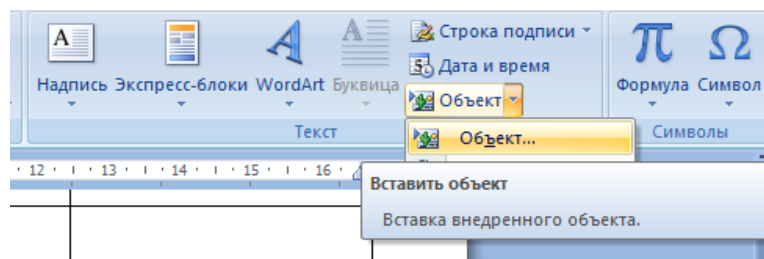 Строка подписи
Дата и время
Надпись Экспресс-блоки WordArt Буквица
Объект
Формула Символ
Текст
Символы
Объект...
12 · 13 · 14 · 15 · 16
Вставить объект
Вставка внедренного объекта.